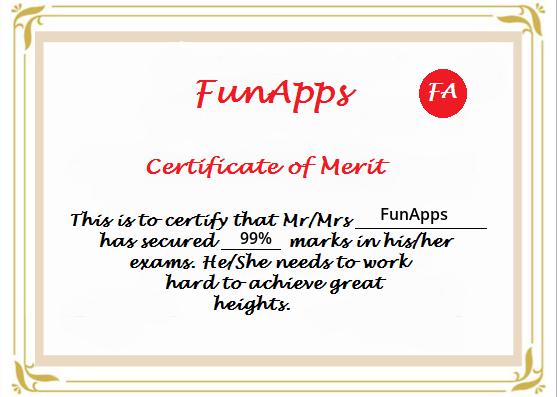 FunApps
FA
Certificate of Merit
This is to certify that Mr/Mrs FunApps
has secured 99% marks in his/her
exams. He/She needs to work
hard to achieve great
heights.